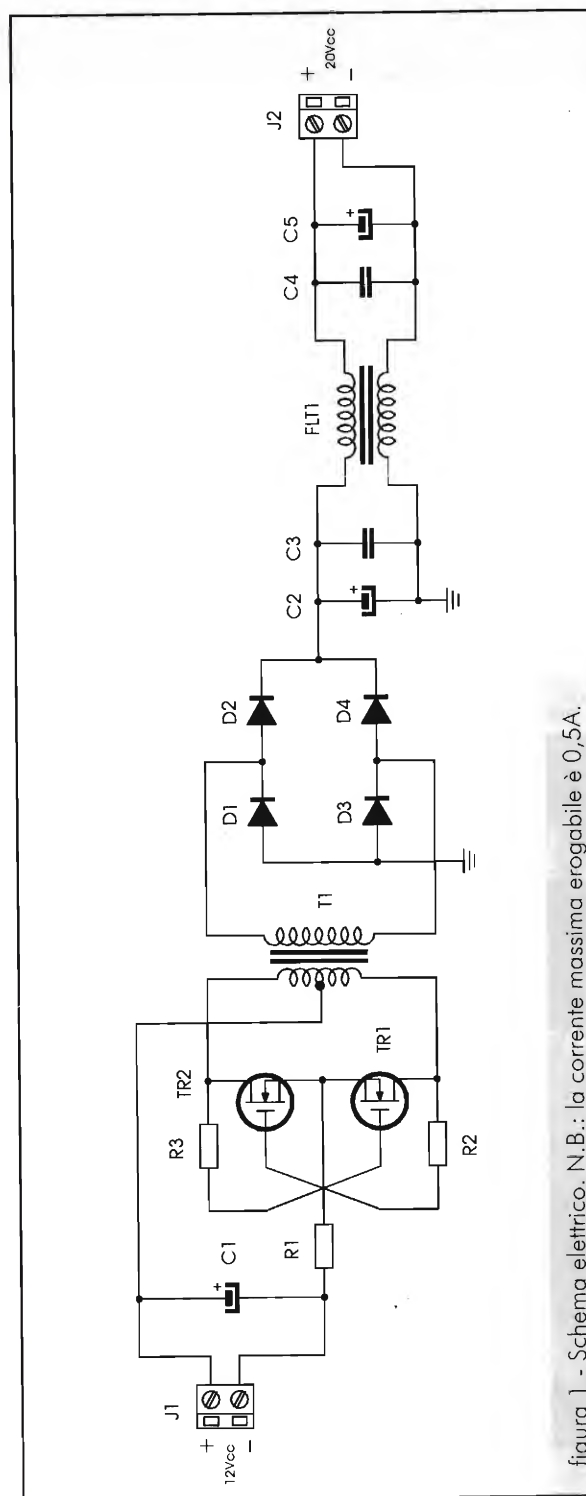 J1
+
12Vcc
−
C1
R1
R3
TR2
TR1
R2
T1
D1
D2
D3
D4
C2
C3
FLT1
C4
C5
J2
+
20Vcc
−
figura 1 - Schema elettrico. N.B.: la corrente massima erogabile è 0,5A.